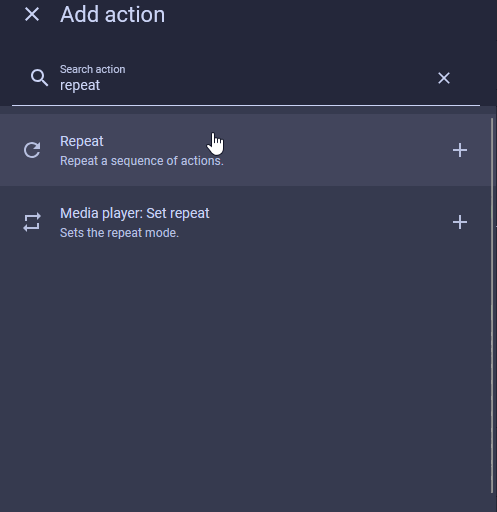 Add action
Search action
repeat
Repeat
Repeat a sequence of actions.
Media player: Set repeat
Sets the repeat mode.